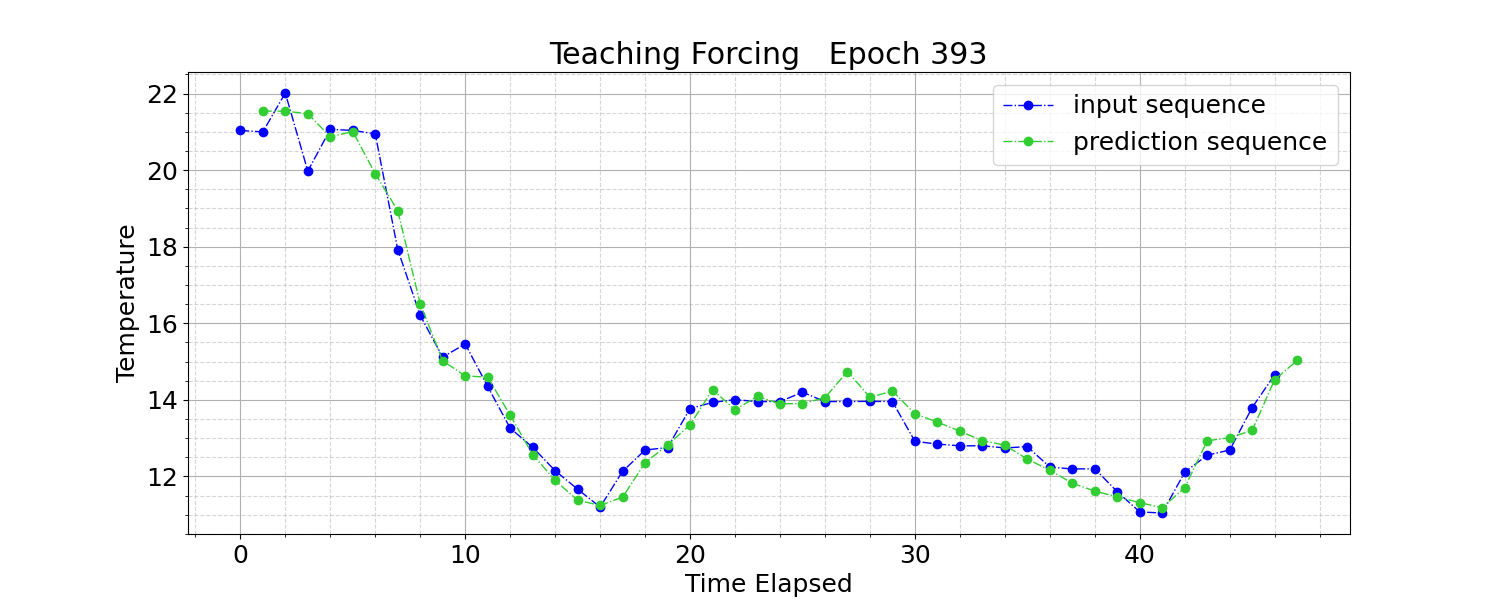 Teaching Forcing   Epoch 393
22
20
18
16
14
12
Temperature
input sequence
prediction sequence
0 10 20 30 40
Time Elapsed